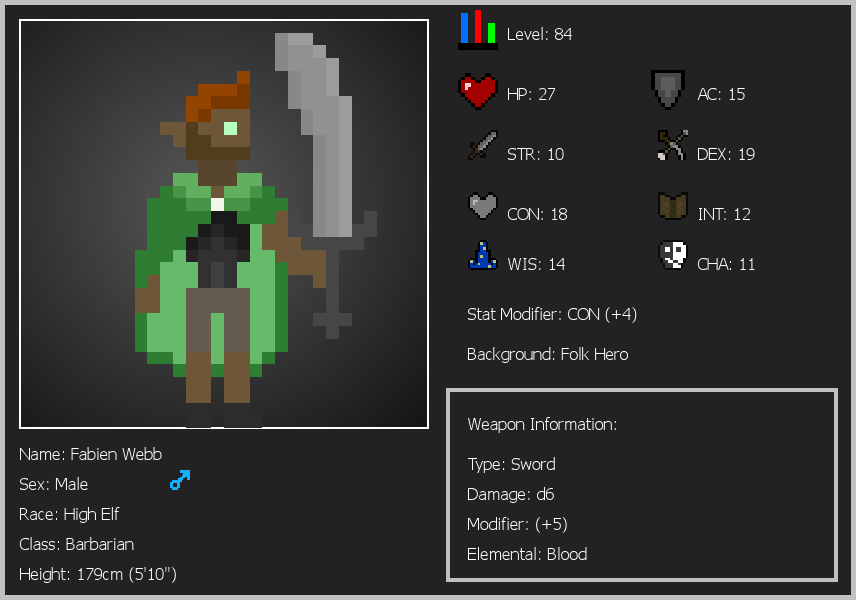 Level: 84
HP: 27
AC: 15
STR: 10
DEX: 19
CON: 18
INT: 12
WIS: 14
CHA: 11
Stat Modifier: CON (+4)
Background: Folk Hero
Weapon Information:
Type: Sword
Damage: d6
Modifier: (+5)
Elemental: Blood
Name: Fabien Webb
Sex: Male
Race: High Elf
Class: Barbarian
Height: 179cm (5'10")